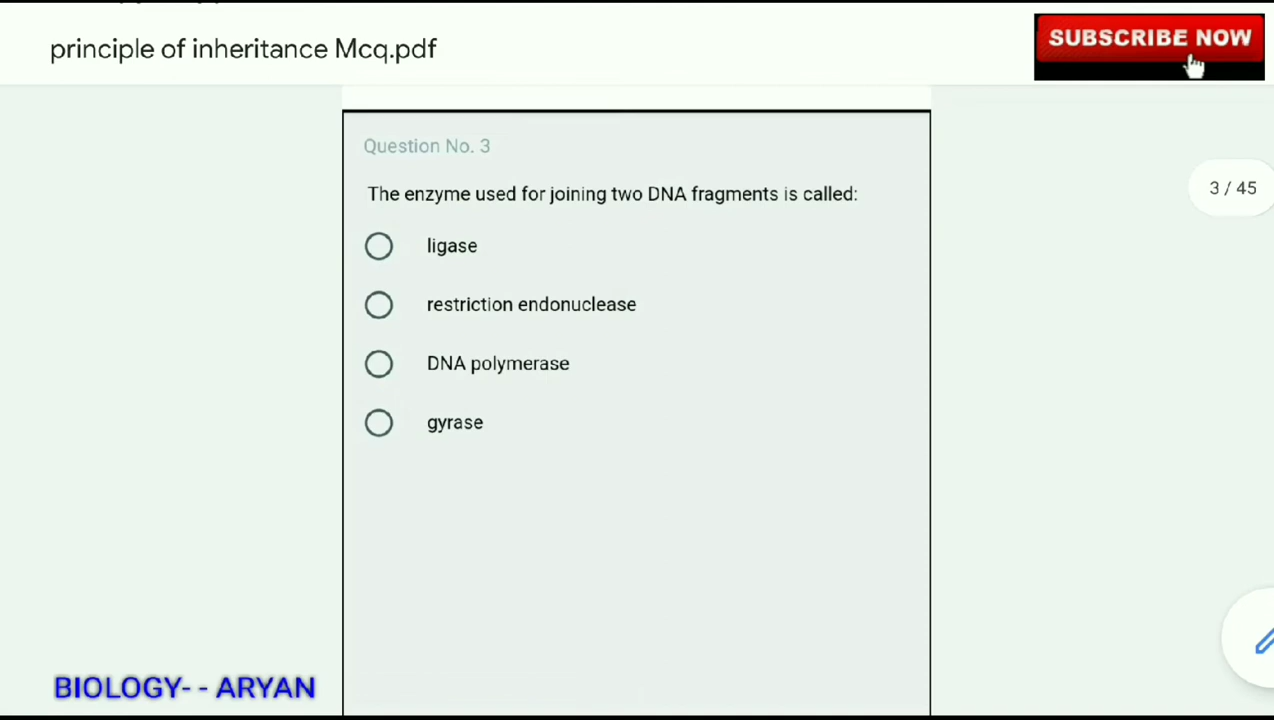 principle of inheritance Mcq.pdf
SUBSCRIBE NOW
Question No. 3
3 / 45
The enzyme used for joining two DNA fragments is called:
ligase
restriction endonuclease
DNA polymerase
gyrase
BIOLOGY- - ARYAN